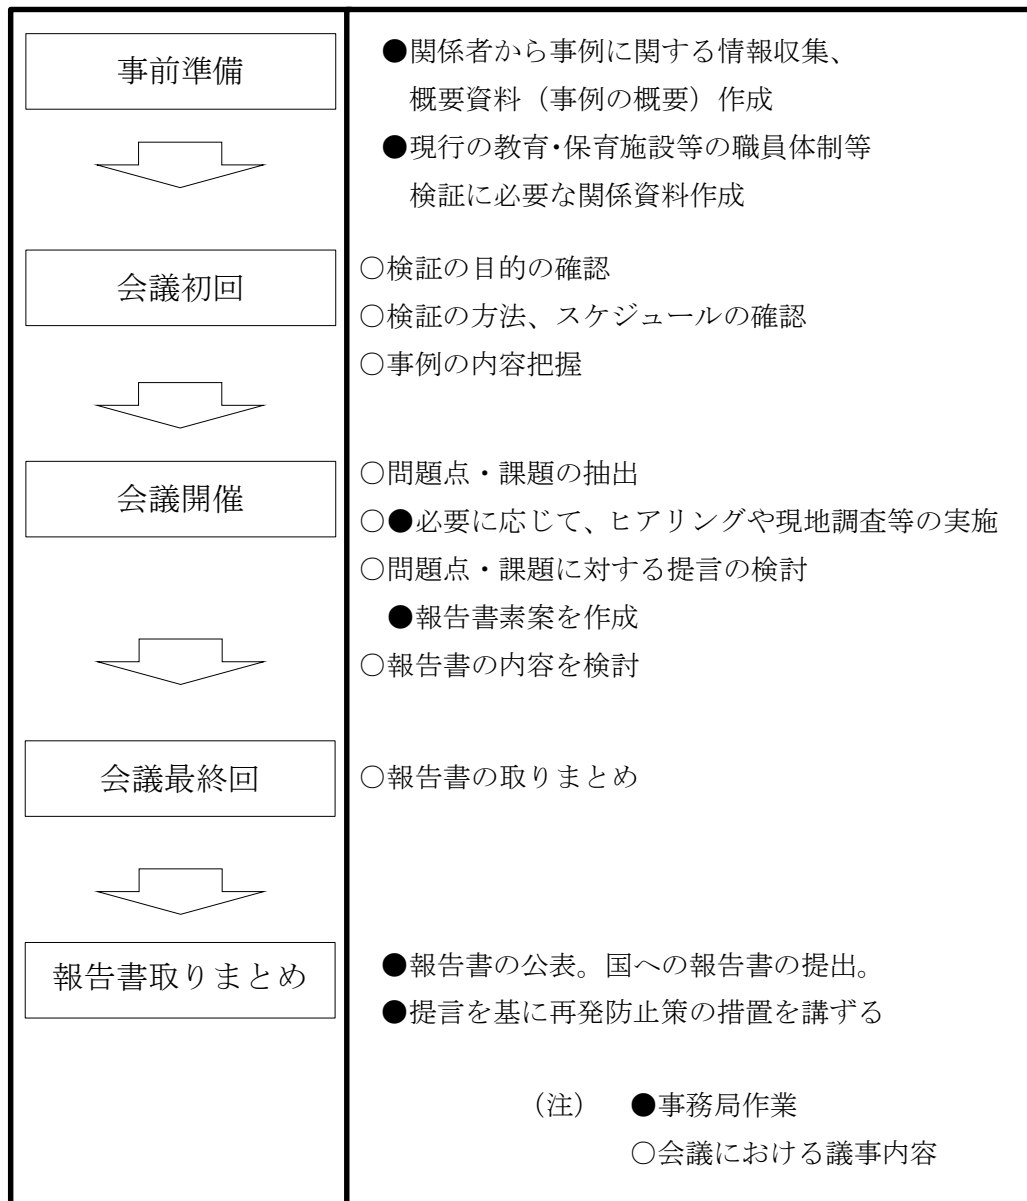 事前準備
●関係者から事例に関する情報収集、
概要資料（事例の概要）作成
●現行の教育・保育施設等の職員体制等
検証に必要な関係資料作成
会議初回
○検証の目的の確認
○検証の方法、スケジュールの確認
○事例の内容把握
会議開催
○問題点・課題の抽出
○●必要に応じて、ヒアリングや現地調査等の実施
○問題点・課題に対する提言の検討
●報告書素案を作成
○報告書の内容を検討
会議最終回
○報告書の取りまとめ
報告書取りまとめ
●報告書の公表。国への報告書の提出。
●提言を基に再発防止策の措置を講ずる
（注）　●事務局作業
○会議における議事内容